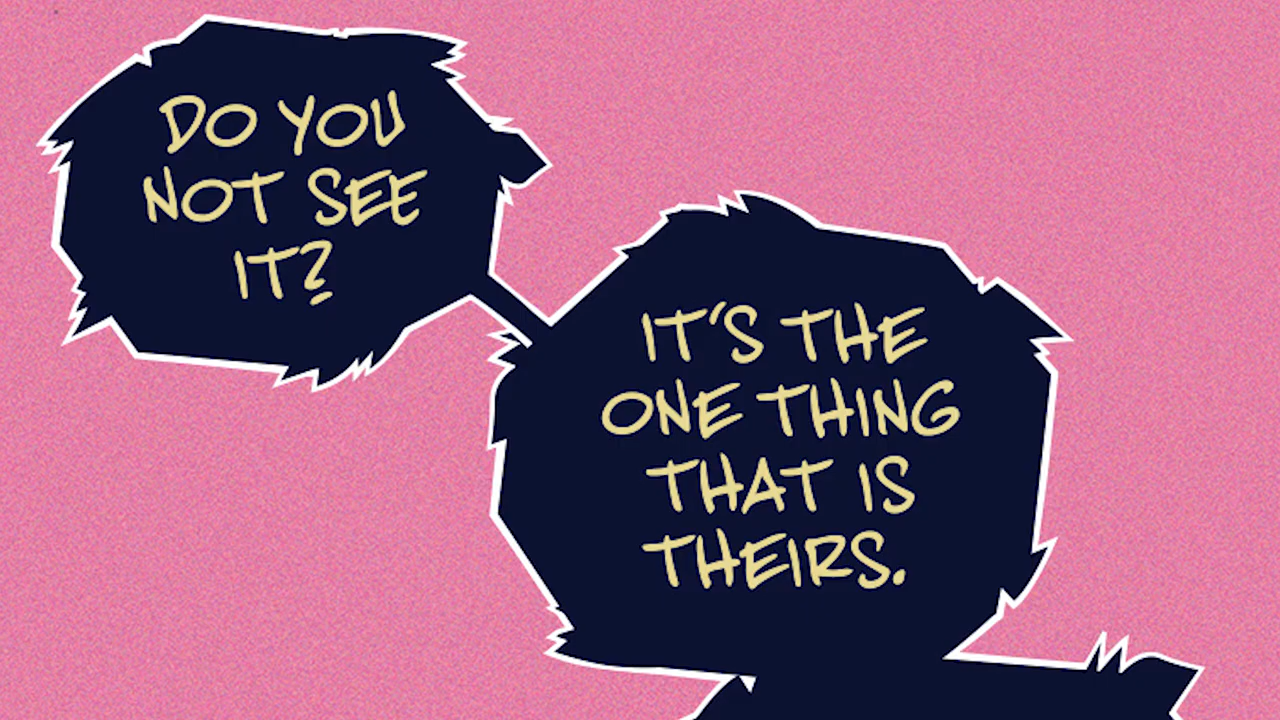 DO YOU
NOT SEE
IT?
IT'S THE
ONE THING
THAT IS
THEIRS.